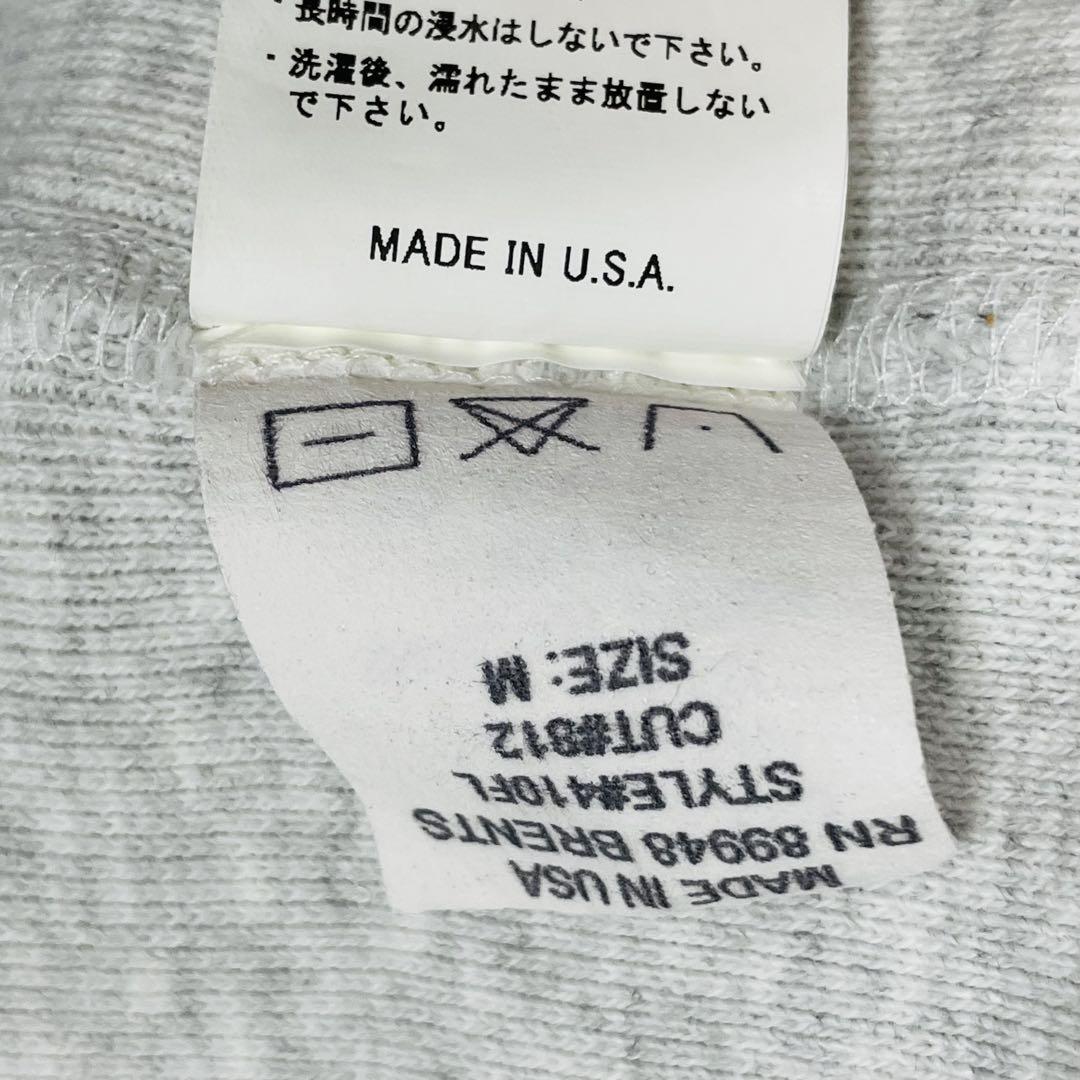 ・長時間の浸水はしないで下さい。
・洗濯後、濡れたまま放置しない
で下さい。
MADE IN U.S.A.
MADE IN USA
RN 89948 BRENTS
STYLE#410FL
CUT#912
SIZE: M